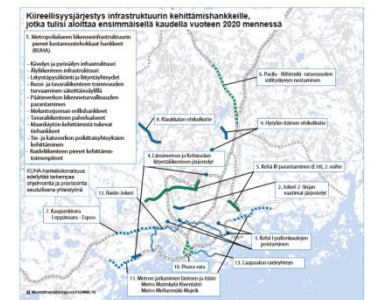 Kiireellisyysjärjestys infrastruktuurin kehittämishankkeille,
jotka tulisi aloittaa ensimmäisellä kaudella vuoteen 2020 mennessä
1. Metropolialueen liikenneinfrastruktuurin
pienet kustannustehokkaat hankkeet
(KUHA)
- Kävelyn ja pyöräilyn infrastruktuuri
- Älyliikenteen infrastruktuuri
- Liityntäpysäköinti ja liityntäyhteydet
- Bussi- ja tavaraliikenteen toimivuuden
turvaaminen sateittäisväylillä
- Pääväyläverkon liikenneturvallisuuden
parantaminen
- Meluntorjunnan erillishankkeet
- Tavaraliikenteen palvelualueet
- Maankäytön kehittämistä tukevat
tiehankkeet
- Tie- ja katuverkon poikittaisyhteyksien
kehittäminen
- Raideliikenteen pienet kehittämis-
toimenpiteet
KUHA-hankekokonaisuus
edellyttää tarkempaa
ohjelmointia ja priorisointia
seudullisena yhteistyönä
6. Pasila - Riihimäki -rataosuuden
välityskyvyn nostaminen
8. Klaukkalan ohikulkutie
9. Hyrylän itäinen ohikulkutie
4. Länsimetron ja Kehäradan
liityntäliikenteen järjestelyt
5. Kehä III parantaminen (E18), 2. vaihe
2. Jokeri 2 -linjan
vaatimat järjestelyt
12. Raide-Jokeri
7. Kaupunkirata
Leppävaara - Espoo
3. Kehä I pullonkaulojen
poistaminen
13. Laajasalon raideyhteys
10. Pisara-rata
11. Metron jatkaminen länteen ja itään
- Metro Matinkylä-Kivenlahti
- Metro Mellunmäki-Majvik